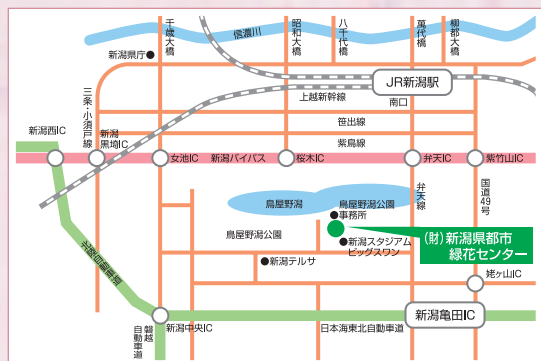 千歳大橋
信濃川
昭和大橋
八千代橋
萬代橋
柳都大橋
新潟県庁
JR新潟駅
上越新幹線
南口
三条・小須戸線
笹出線
新潟西IC
新潟
黒埼IC
紫鳥線
女池IC
新潟バイパス
桜木IC
弁天IC
紫竹山IC
弁天線
国道49号
鳥屋野潟
鳥屋野潟公園
事務所
鳥屋野潟公園
新潟スタジアム
ビッグスワン
(財)新潟県都市
緑花センター
新潟テルサ
北陸自動車道
姥ヶ山IC
新潟亀田IC
新潟中央IC
日本海東北自動車道
磐越
自動車道